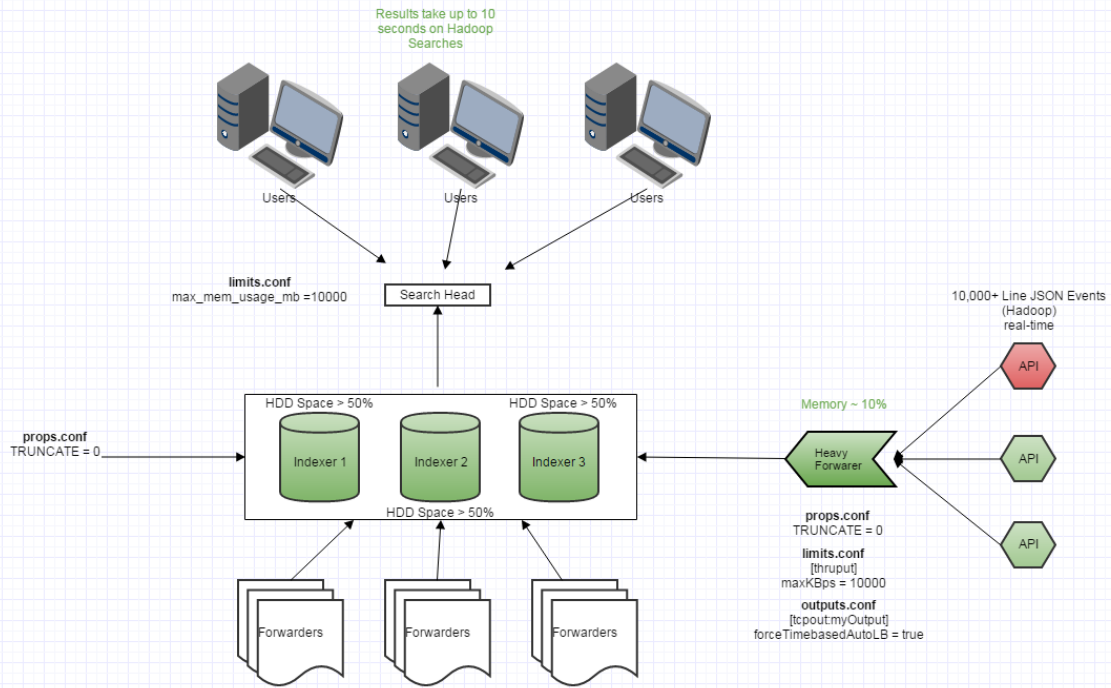 Results take up to 10
seconds on Hadoop
Searches
Users
Users
Users
limits.conf
max_mem_usage_mb =10000
Search Head
10,000+ Line JSON Events
(Hadoop)
real-time
API
HDD Space > 50%
HDD Space > 50%
Memory ~ 10%
props.conf
TRUNCATE = 0
Indexer 1
Indexer 2
Indexer 3
Heavy
Forwarer
API
HDD Space > 50%
props.conf
TRUNCATE = 0
API
limits.conf
[thruput]
maxKBps = 10000
outputs.conf
[tcpout:myOutput]
forceTimebasedAutoLB = true
Forwarders
Forwarders
Forwarders